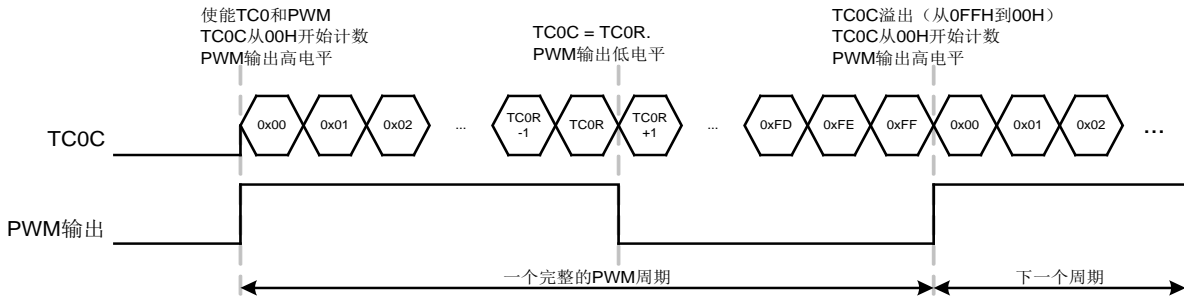 使能TC0和PWM
TC0C从00H开始计数
PWM输出高电平
TC0C = TC0R.
PWM输出低电平
TC0C溢出（从0FFH到00H）
TC0C从00H开始计数
PWM输出高电平
TC0C
0x00
0x01
0x02
...
TC0R
-1
TC0R
TC0R
+1
...
0xFD
0xFE
0xFF
0x00
0x01
0x02
...
PWM输出
一个完整的PWM周期
下一个周期